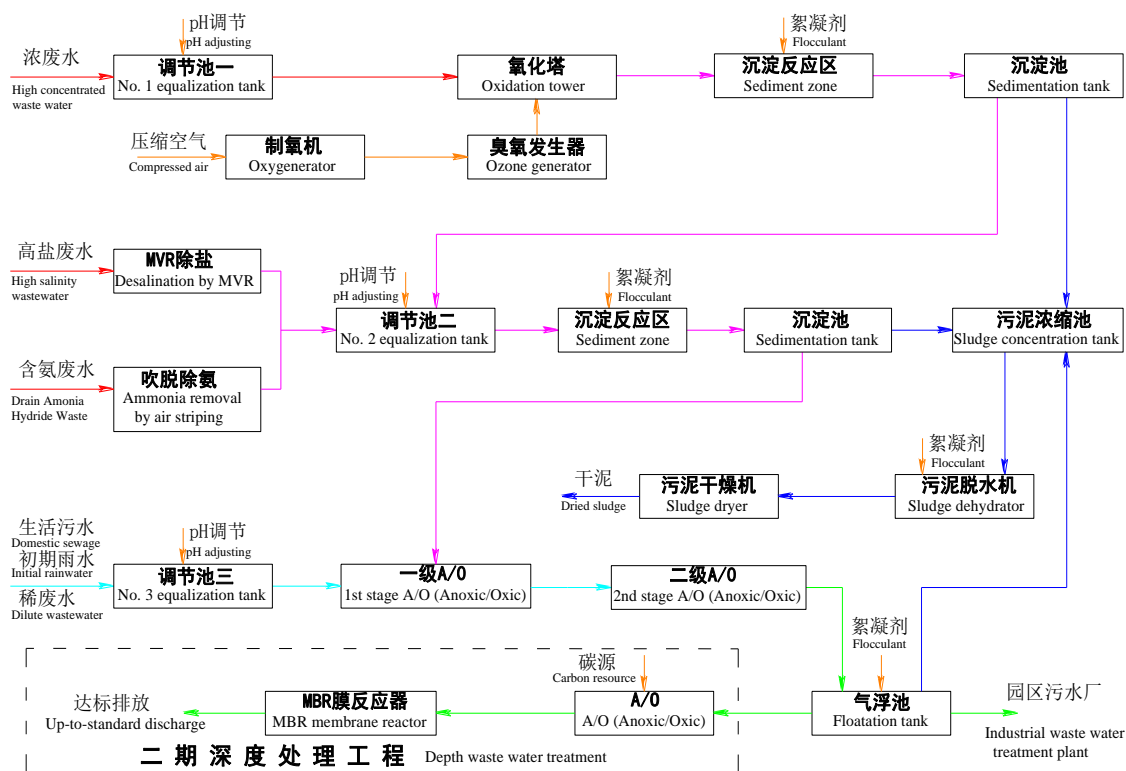 pH调节
pH adjusting
絮凝剂
Flocculant
浓废水
High concentrated
waste water
调节池一
No. 1 equalization tank
氧化塔
Oxidation tower
沉淀反应区
Sediment zone
沉淀池
Sedimentation tank
压缩空气
Compressed air
制氧机
Oxygenerator
臭氧发生器
Ozone generator
高盐废水
High salinity
wastewater
MVR除盐
Desalination by MVR
pH调节
pH adjusting
絮凝剂
Flocculant
调节池二
No. 2 equalization tank
沉淀反应区
Sediment zone
沉淀池
Sedimentation tank
污泥浓缩池
Sludge concentration tank
含氨废水
Drain Amonia
Hydride Waste
吹脱除氨
Ammonia removal
by air striping
絮凝剂
Flocculant
干泥
Dried sludge
污泥干燥机
Sludge dryer
污泥脱水机
Sludge dehydrator
生活污水
Domestic sewage
初期雨水
Initial rainwater
稀废水
Dilute wastewater
pH调节
pH adjusting
调节池三
No. 3 equalization tank
一级A/O
1st stage A/O (Anoxic/Oxic)
二级A/O
2nd stage A/O (Anoxic/Oxic)
絮凝剂
Flocculant
碳源
Carbon resource
达标排放
Up-to-standard discharge
MBR膜反应器
MBR membrane reactor
A/O
A/O (Anoxic/Oxic)
气浮池
Floatation tank
园区污水厂
Industrial waste water
treatment plant
二期深度处理工程 Depth waste water treatment